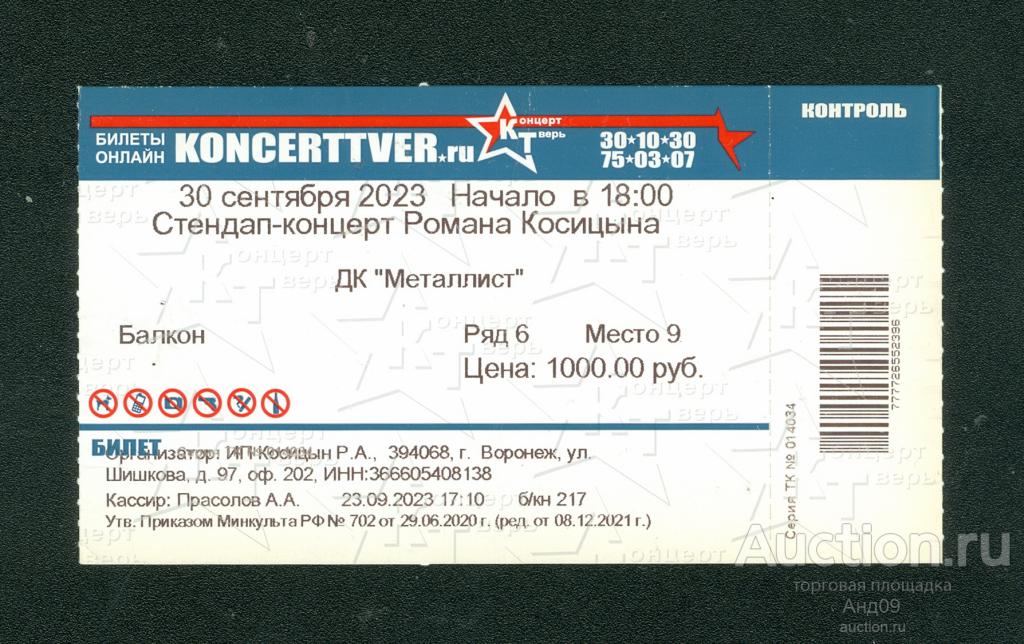 БИЛЕТЫ
ОНЛАЙН
KONCERTTVER.ru
Концерт
Тверь
30★10★30
75★03★07
КОНТРОЛЬ
30 сентября 2023 Начало в 18:00
Стендап-концерт Романа Косицына
ДК "Металлист"
Балкон Ряд 6 Место 9
Цена: 1000.00 руб.
БИЛЕТ
Организатор: ИП Косицын Р.А., 394068, г. Воронеж, ул.
Шишкова, д. 97, оф. 202, ИНН:366605408138
Кассир: Прасолов А.А. 23.09.2023 17:10 б/кн 217
Утв. Приказом Минкульта РФ № 702 от 29.06.2020 г. (ред. от 08.12.2021 г.)
Серия ТК № 014034
7777726552396
Auction.ru
торговая площадка
Анд09
auction.ru